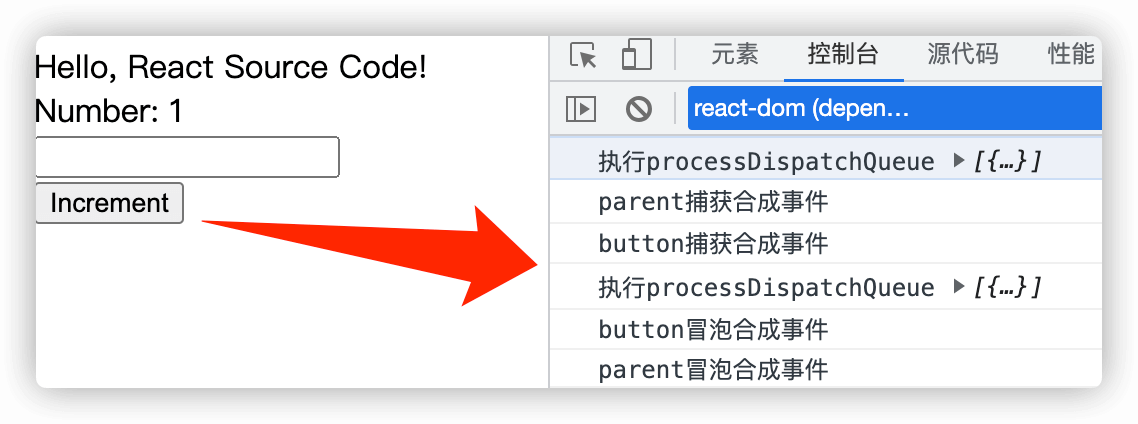 Hello, React Source Code!
Number: 1
Increment
元素 控制台 源代码 性能
react-dom (depen…
执行processDispatchQueue ▶[{…}]
parent捕获合成事件
button捕获合成事件
执行processDispatchQueue ▶[{…}]
button冒泡合成事件
parent冒泡合成事件